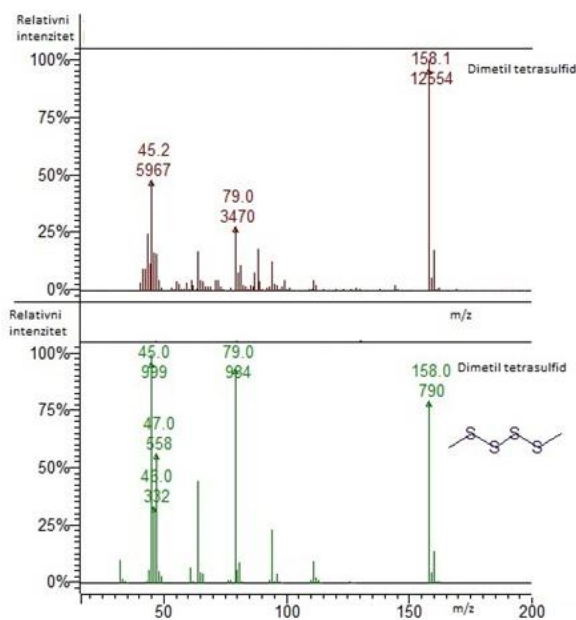 Relativni
intenzitet
100%
75%
50%
25%
0%
158.1
12554
Dimetil tetrasulfid
45.2
5967
79.0
3470
m/z
Relativni
intenzitet
100%
75%
50%
25%
0%
45.0
999
79.0
984
Dimetil tetrasulfid
158.0
790
47.0
558
46.0
332
S
S
S
S
50
100
150
m/z
200